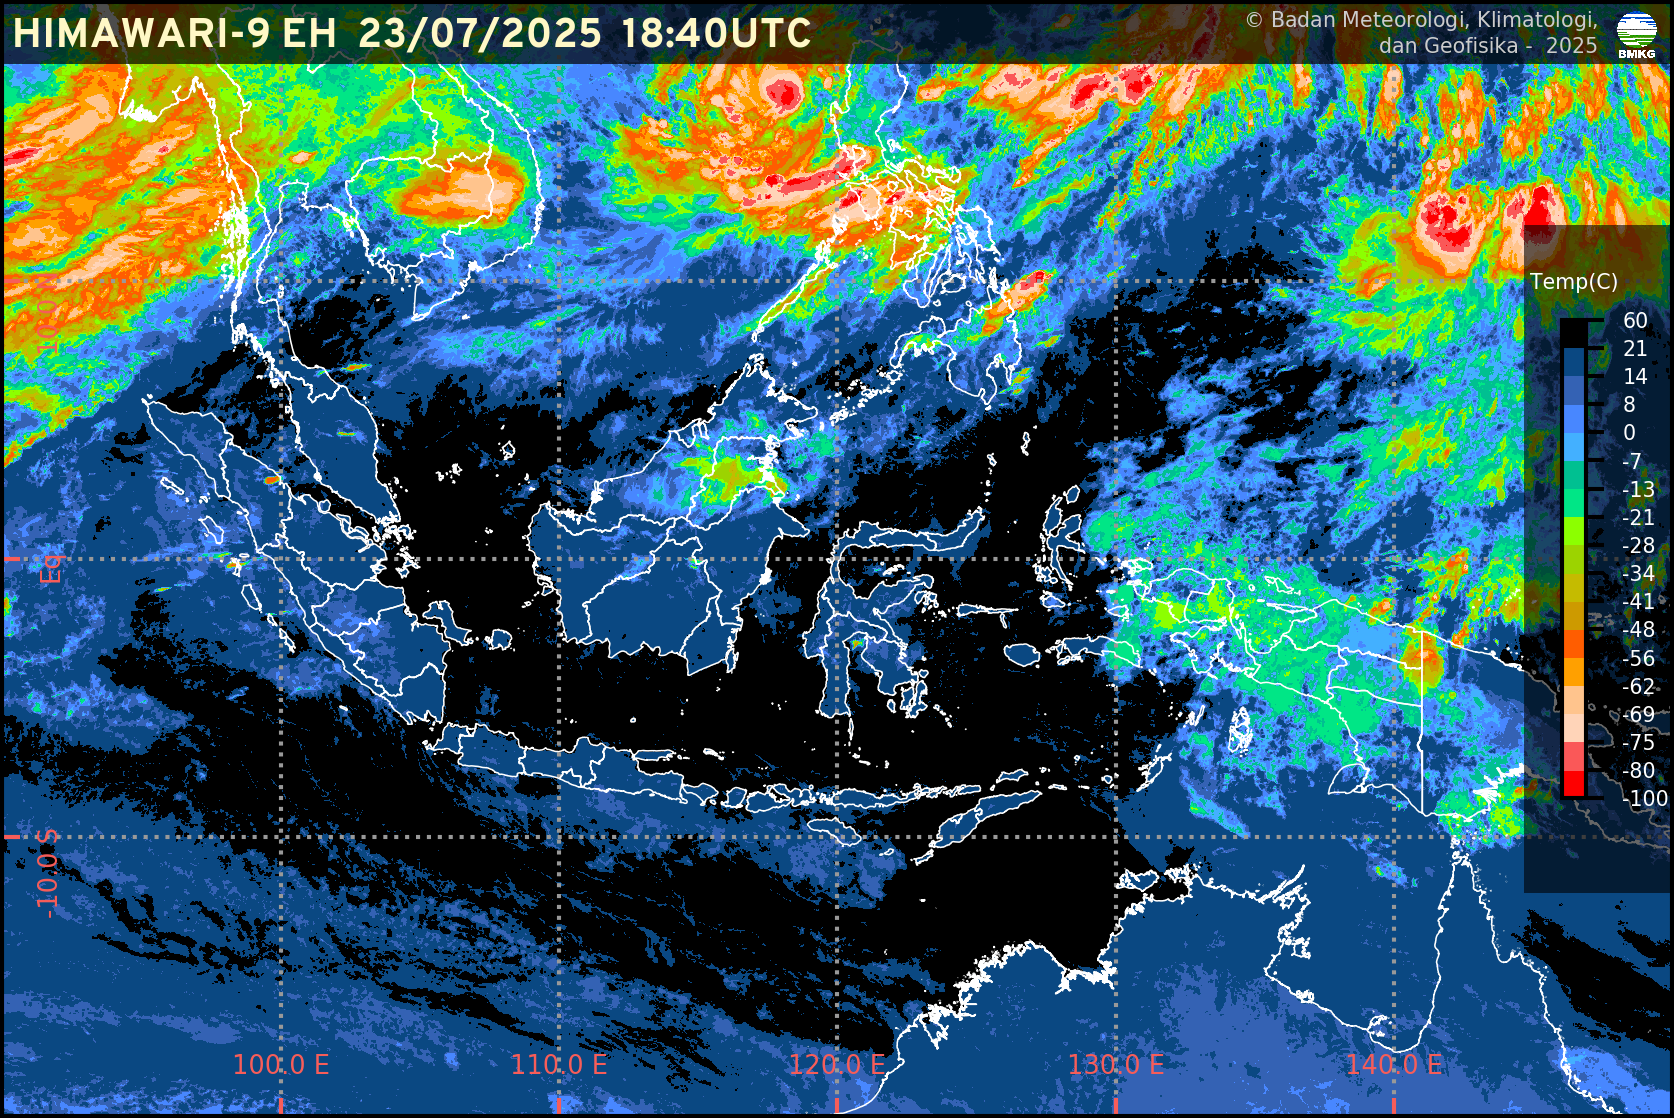 HIMAWARI-9 EH 23/07/2025 18:40UTC
© Badan Meteorologi, Klimatologi,
dan Geofisika - 2025
BMKG
Temp(C)
60
21
14
8
0
-7
-13
-21
-28
-34
-41
-48
-56
-62
-69
-75
-80
-100
10.0 N
Eq
-10.0 S
100.0 E
110.0 E
120.0 E
130.0 E
140.0 E